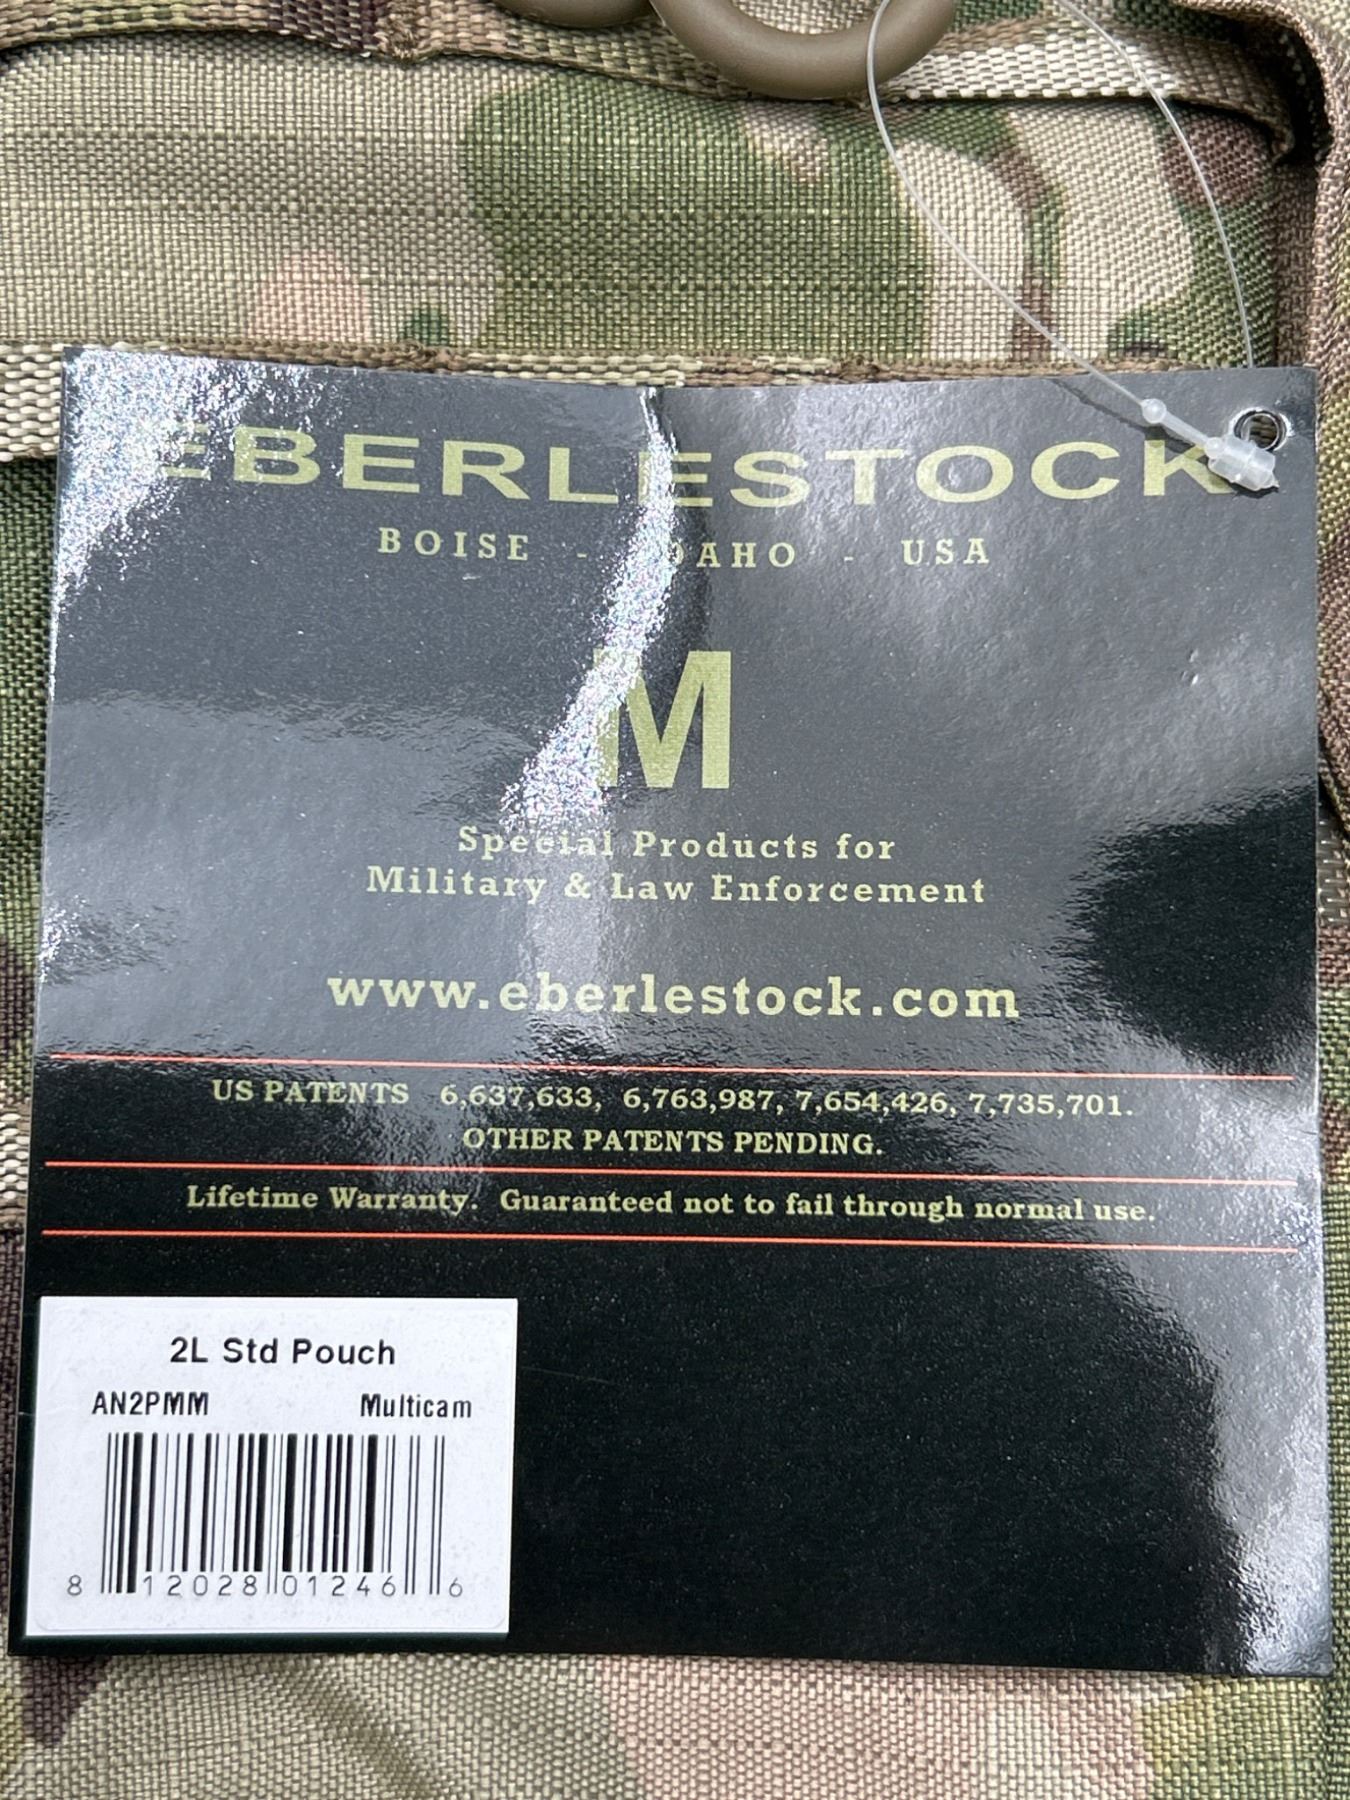 EBERLESTOCK
BOISE - IDAHO - USA
M
Special Products for
Military & Law Enforcement
www.eberlestock.com
US PATENTS 6,637,633, 6,763,987, 7,654,426, 7,735,701.
OTHER PATENTS PENDING.
Lifetime Warranty. Guaranteed not to fail through normal use.
2L Std Pouch
AN2PMM Multicam
8 12028 01246 6